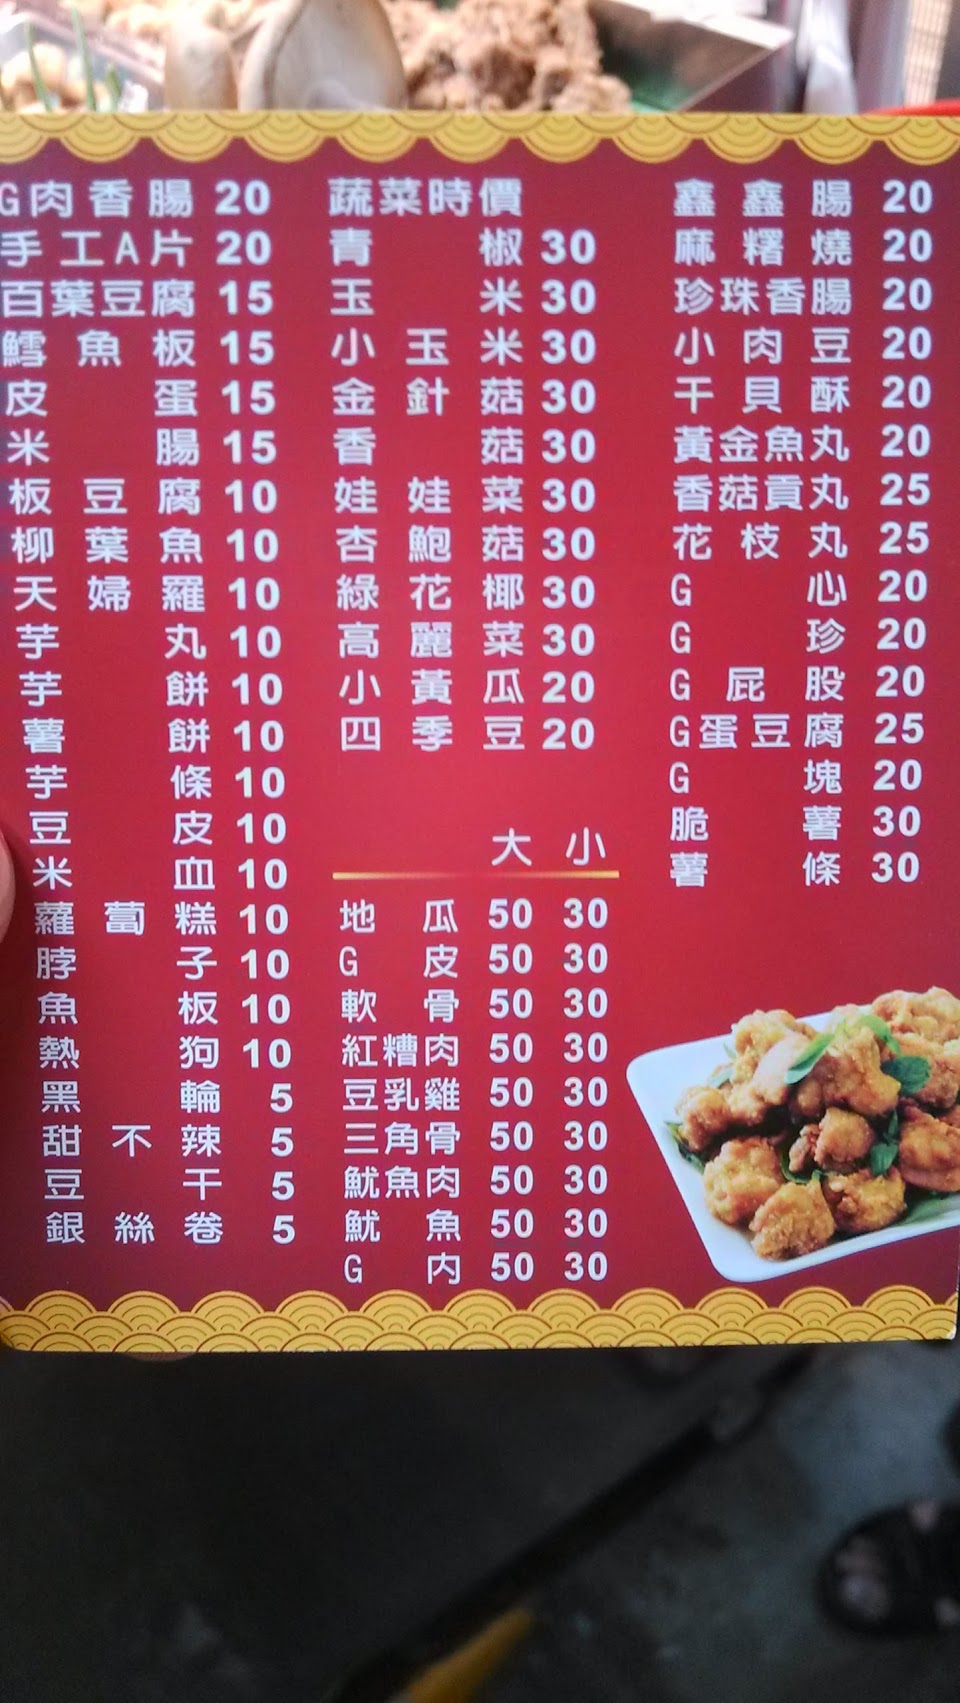 G肉香腸 20
手工A片 20
百葉豆腐 15
鱈魚板 15
皮蛋 15
米腸 15
板豆腐 10
柳葉魚 10
天婦羅 10
芋丸 10
芋餅 10
薯餅 10
芋條 10
豆皮 10
米血 10
蘿蔔糕 10
脖子 10
魚板 10
熱狗 10
黑輪 5
甜不辣 5
豆干 5
銀絲卷 5
蔬菜時價
青椒 30
玉米 30
小玉米 30
金針菇 30
香菇 30
娃娃菜 30
杏鮑菇 30
綠花椰 30
高麗菜 30
小黃瓜 20
四季豆 20
大 小
地瓜 50 30
G皮 50 30
軟骨 50 30
紅糟肉 50 30
豆乳雞 50 30
三角骨 50 30
魷魚肉 50 30
魷魚 50 30
G內 50 30
鑫鑫腸 20
麻糬燒 20
珍珠香腸 20
小肉豆 20
干貝酥 20
黃金魚丸 20
香菇貢丸 25
花枝丸 25
G心 20
G珍 20
G屁股 20
G蛋豆腐 25
G塊 20
脆薯 30
薯條 30